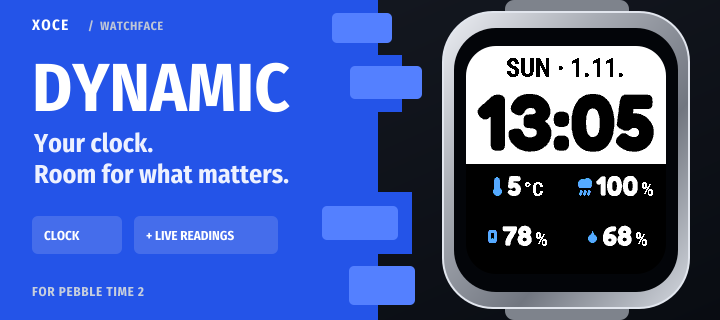 XOCE / WATCHFACE
DYNAMIC
Your clock.
Room for what matters.
CLOCK
+ LIVE READINGS
FOR PEBBLE TIME 2
SUN · 1.11.
13:05
5°C 100%
78% 68%